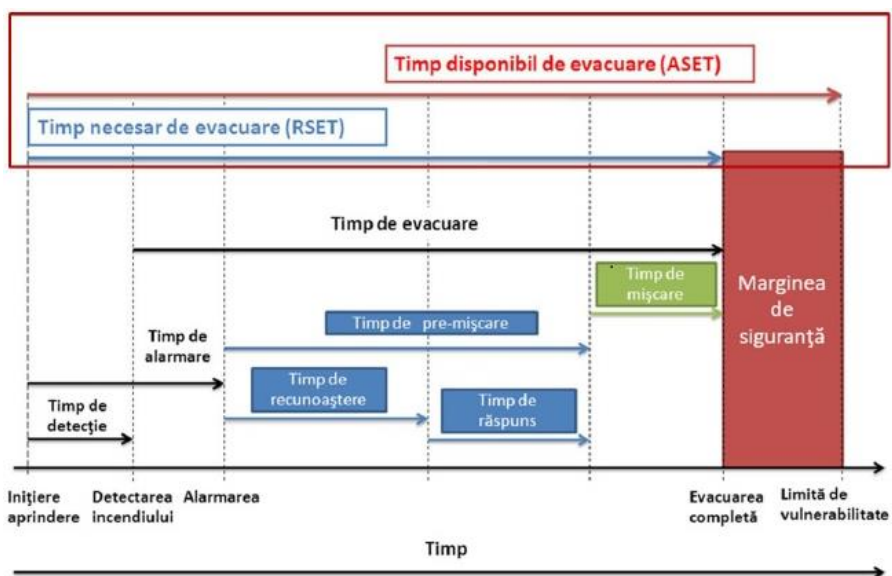 Timp disponibil de evacuare (ASET)
Timp necesar de evacuare (RSET)
Timp de evacuare
Timp de
mişcare
Marginea
de
siguranţă
Timp de pre-mişcare
Timp de
alarmare
Timp de
recunoaştere
Timp de
răspuns
Timp de
detecţie
Iniţiere
aprindere
Detectarea
incendiului
Alarmarea
Evacuarea
completă
Limită de
vulnerabilitate
Timp